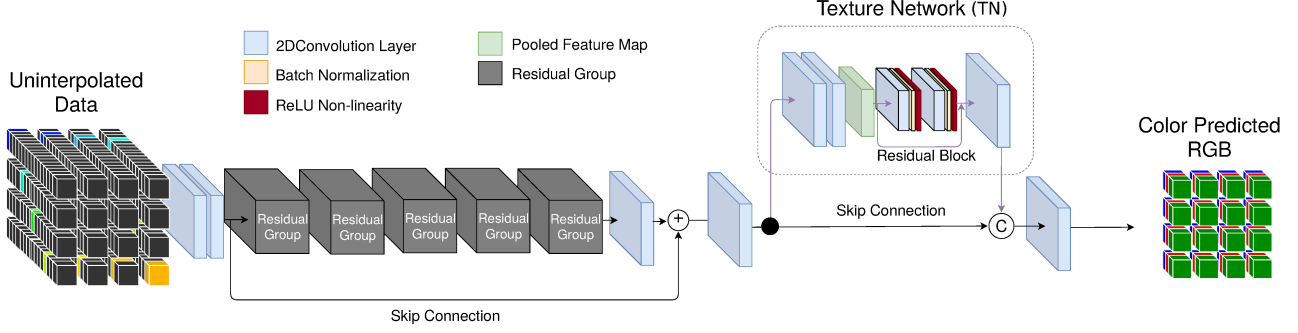 Texture Network (TN)
2DConvolution Layer
Batch Normalization
ReLU Non-linearity
Pooled Feature Map
Residual Group
Uninterpolated
Data
Residual
Group
Residual
Group
Residual
Group
Residual
Group
Residual
Group
+
Skip Connection
Residual Block
Skip Connection
C
Color Predicted
RGB